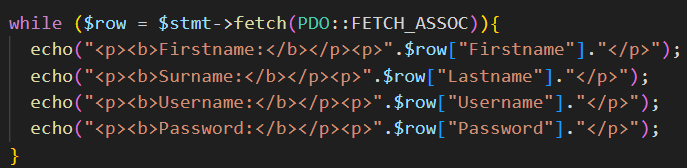 while ($row = $stmt->fetch(PDO::FETCH_ASSOC)){
echo("<p><b>Firstname:</b></p><p>".$row["Firstname"]."</p>");
echo("<p><b>Surname:</b></p><p>".$row["Lastname"]."</p>");
echo("<p><b>Username:</b></p><p>".$row["Username"]."</p>");
echo("<p><b>Password:</b></p><p>".$row["Password"]."</p>");
}